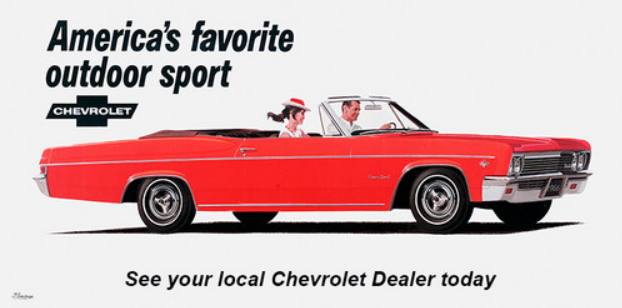 America's favorite
outdoor sport
CHEVROLET
See your local Chevrolet Dealer today